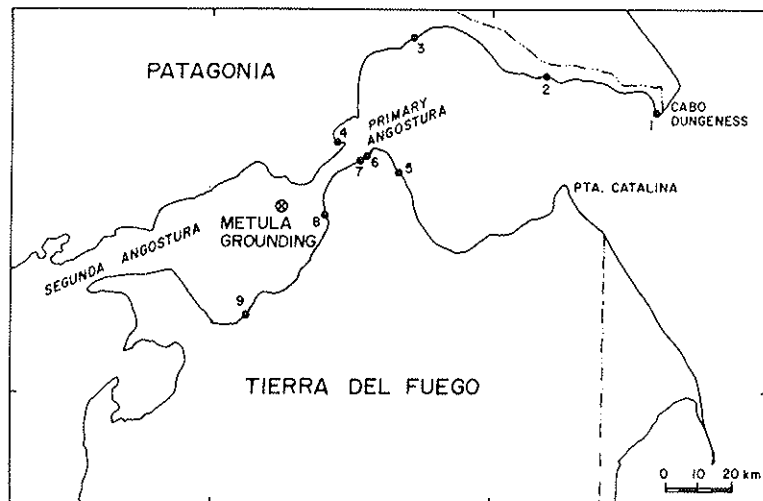 3
PATAGONIA
2
PRIMARY
ANGOSTURA
CABO
DUNGENESS
1
4
6
7
5
PTA. CATALINA
METULA
GROUNDING
8
SEGUNDA ANGOSTURA
9
TIERRA DEL FUEGO
0 10 20 km